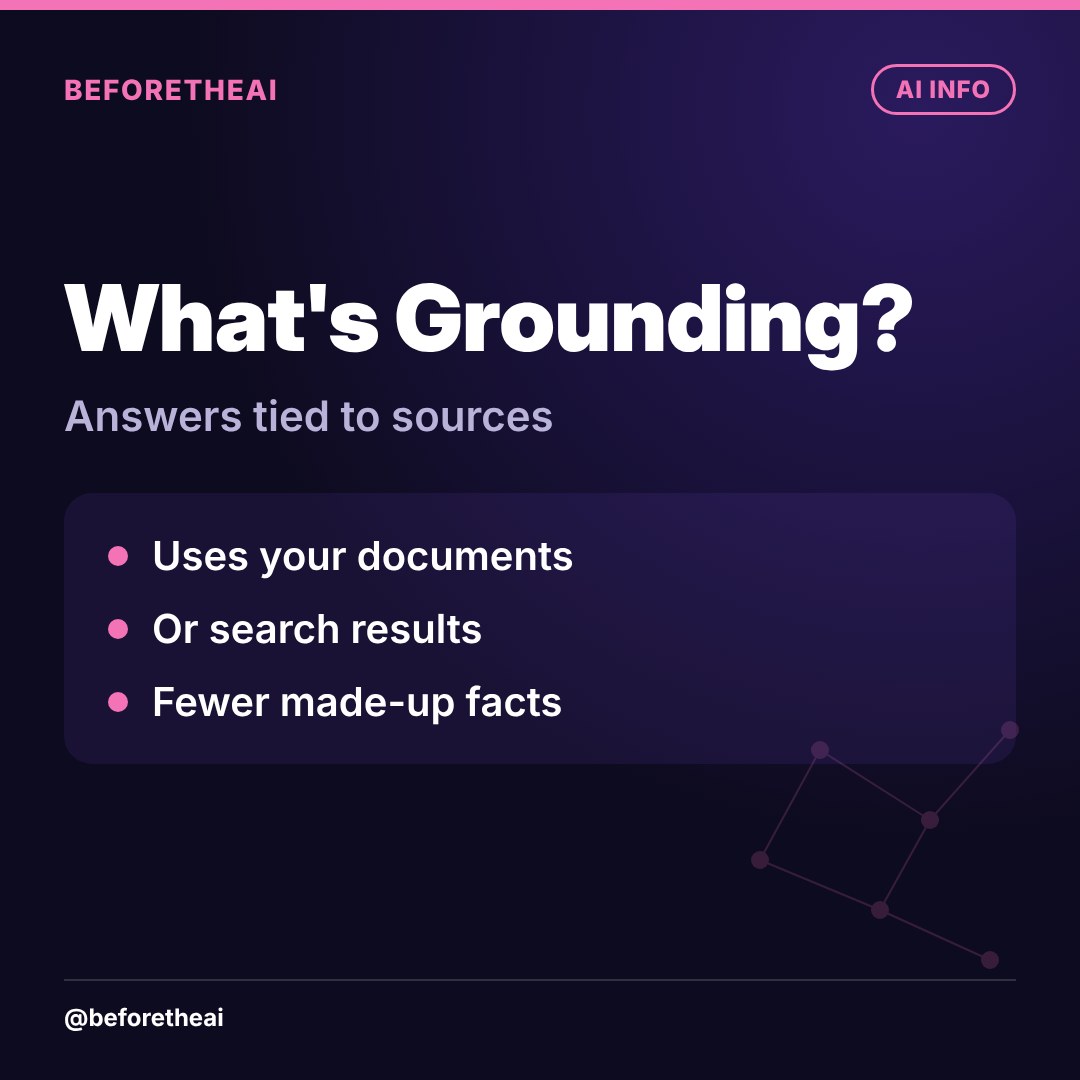 BEFORETHEAI
AI INFO
What's Grounding?
Answers tied to sources
Uses your documents
Or search results
Fewer made-up facts
@beforetheai